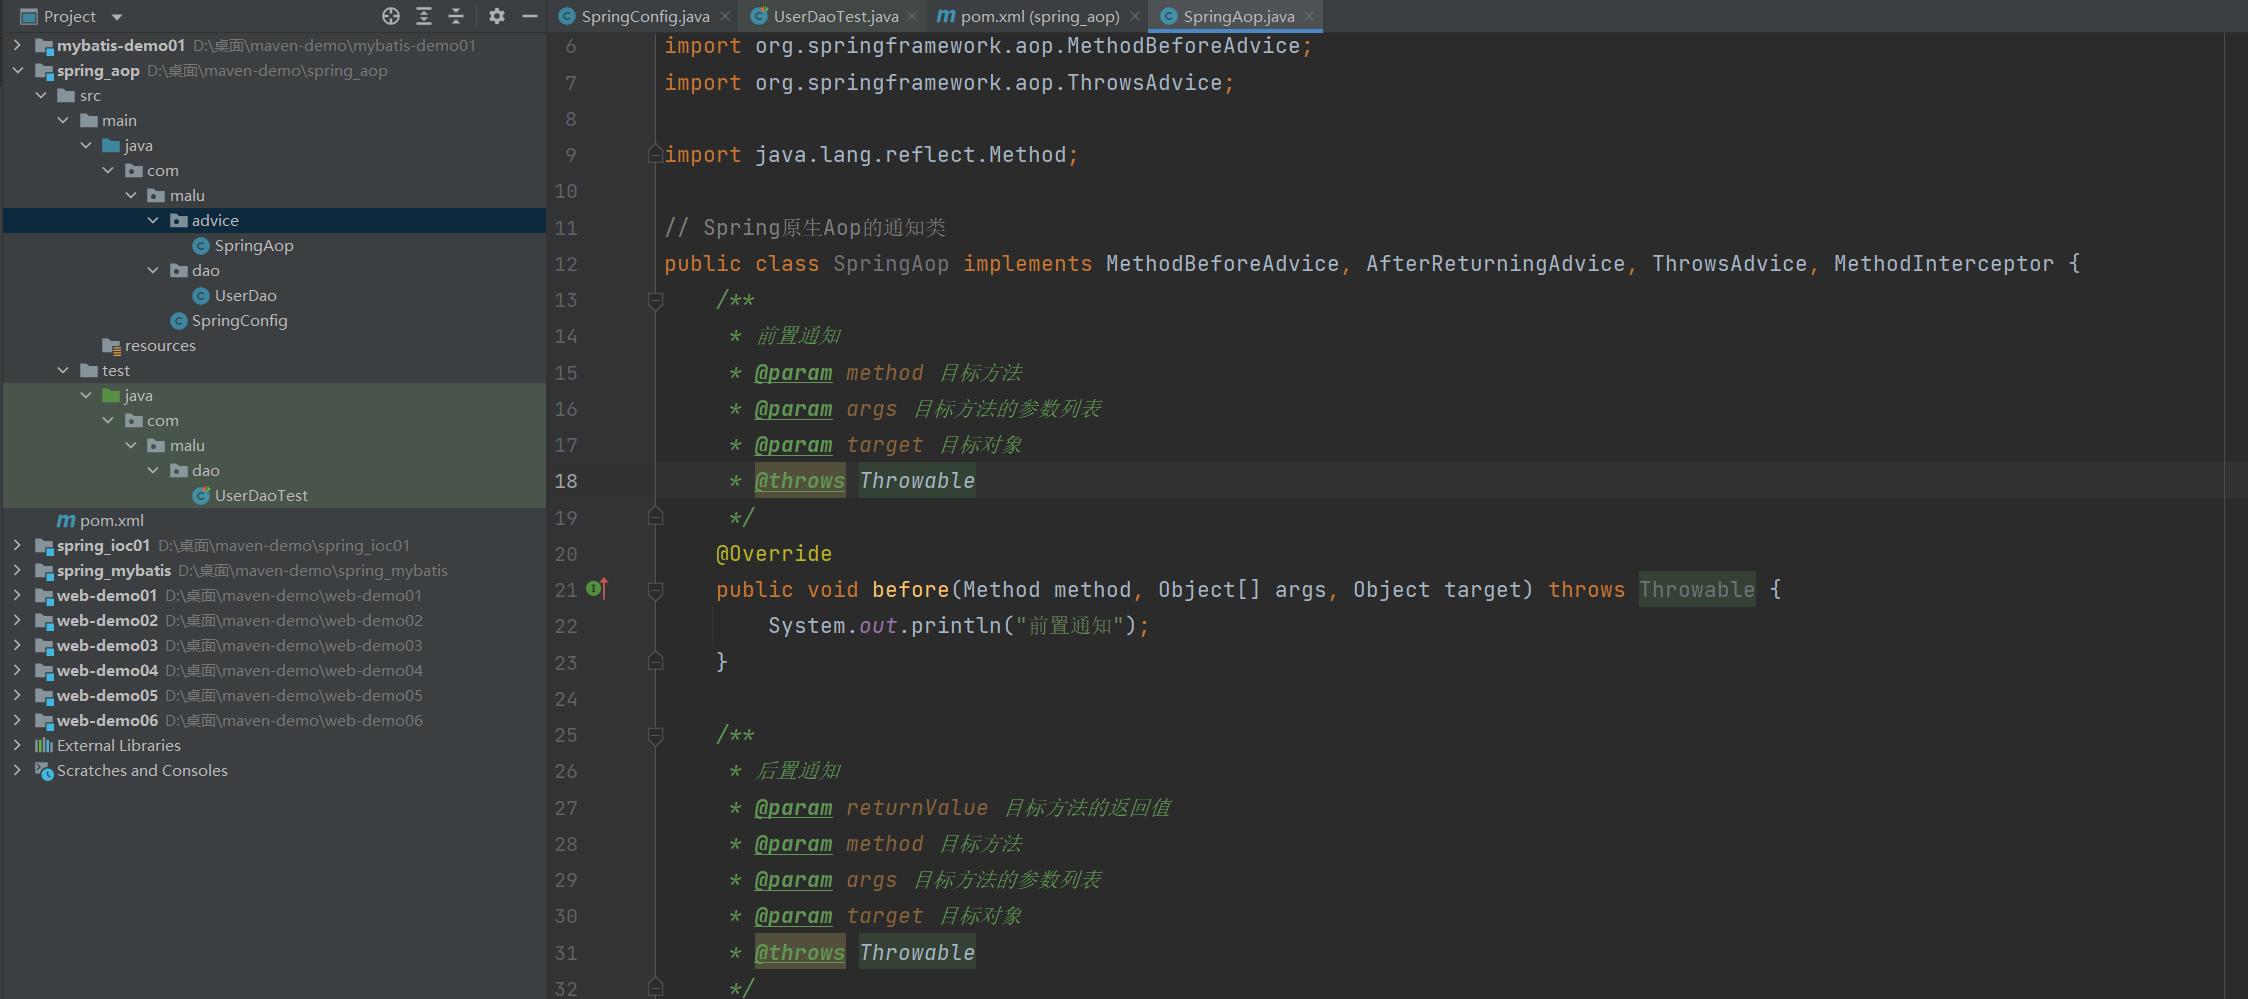 Project
SpringConfig.java
UserDaoTest.java
pom.xml (spring_aop)
SpringAop.java
mybatis-demo01 D:\桌面\maven-demo\mybatis-demo01
spring_aop D:\桌面\maven-demo\spring_aop
src
main
java
com
malu
advice
SpringAop
dao
UserDao
SpringConfig
resources
test
java
com
malu
dao
UserDaoTest
pom.xml
spring_ioc01 D:\桌面\maven-demo\spring_ioc01
spring_mybatis D:\桌面\maven-demo\spring_mybatis
web-demo01 D:\桌面\maven-demo\web-demo01
web-demo02 D:\桌面\maven-demo\web-demo02
web-demo03 D:\桌面\maven-demo\web-demo03
web-demo04 D:\桌面\maven-demo\web-demo04
web-demo05 D:\桌面\maven-demo\web-demo05
web-demo06 D:\桌面\maven-demo\web-demo06
External Libraries
Scratches and Consoles
6 import org.springframework.aop.MethodBeforeAdvice;
7 import org.springframework.aop.ThrowsAdvice;
8
9 import java.lang.reflect.Method;
10
11 // Spring原生Aop的通知类
12 public class SpringAop implements MethodBeforeAdvice, AfterReturningAdvice, ThrowsAdvice, MethodInterceptor {
13 /**
14 * 前置通知
15 * @param method 目标方法
16 * @param args 目标方法的参数列表
17 * @param target 目标对象
18 * @throws Throwable
19 */
20 @Override
21 public void before(Method method, Object[] args, Object target) throws Throwable {
22 System.out.println("前置通知");
23 }
24
25 /**
26 * 后置通知
27 * @param returnValue 目标方法的返回值
28 * @param method 目标方法
29 * @param args 目标方法的参数列表
30 * @param target 目标对象
31 * @throws Throwable
32 */